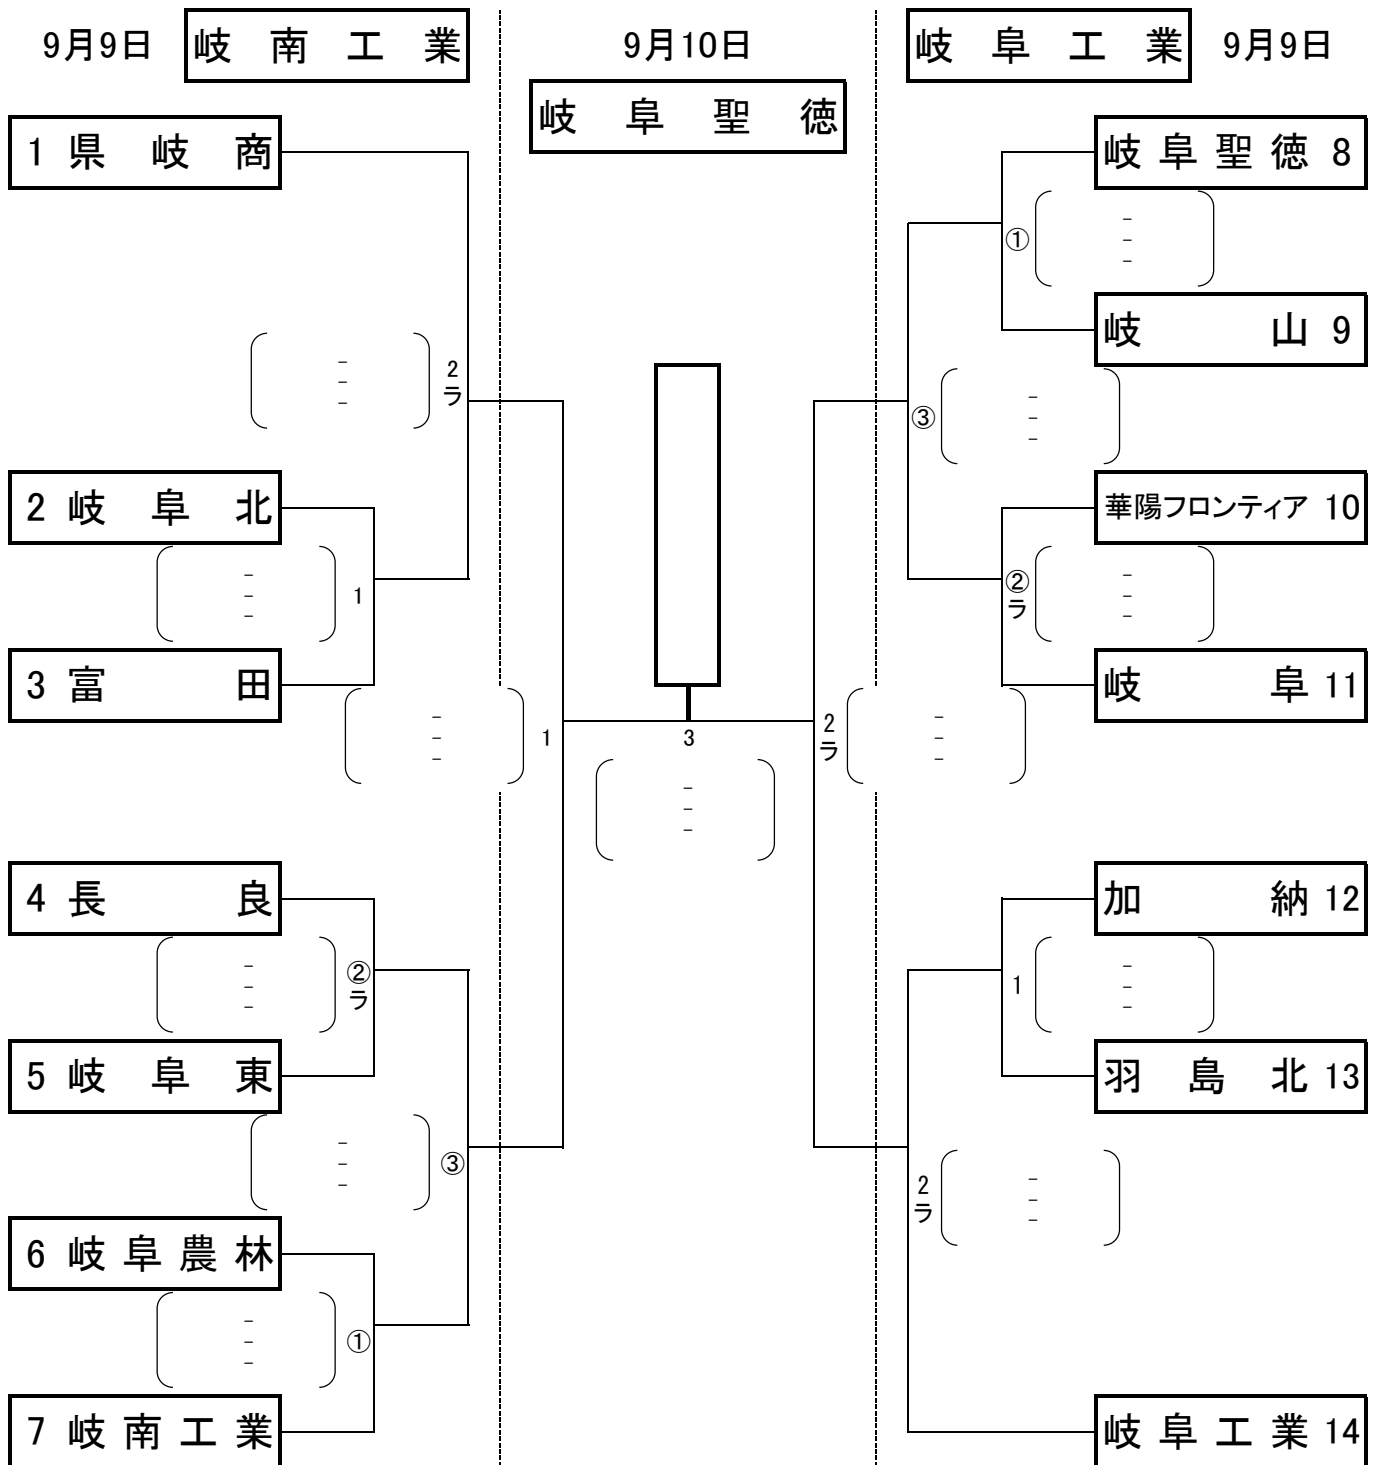 9月9日 岐南工業 9月10日 岐阜工業 9月9日
岐阜聖徳
1 県岐商
岐阜聖徳 8
-
① -
-
岐山 9
-
- 2
- ラ
-
③ -
-
2 岐阜北
華陽フロンティア 10
-
- 1
-
-
② -
ラ -
3 富田
岐阜 11
-
- 1
-
3
-
-
-
2 -
ラ -
-
4 長良
加納 12
-
- ②
- ラ
-
1 -
-
5 岐阜東
羽島北 13
-
- ③
-
-
2 -
ラ -
6 岐阜農林
-
- ①
-
7 岐南工業
岐阜工業 14